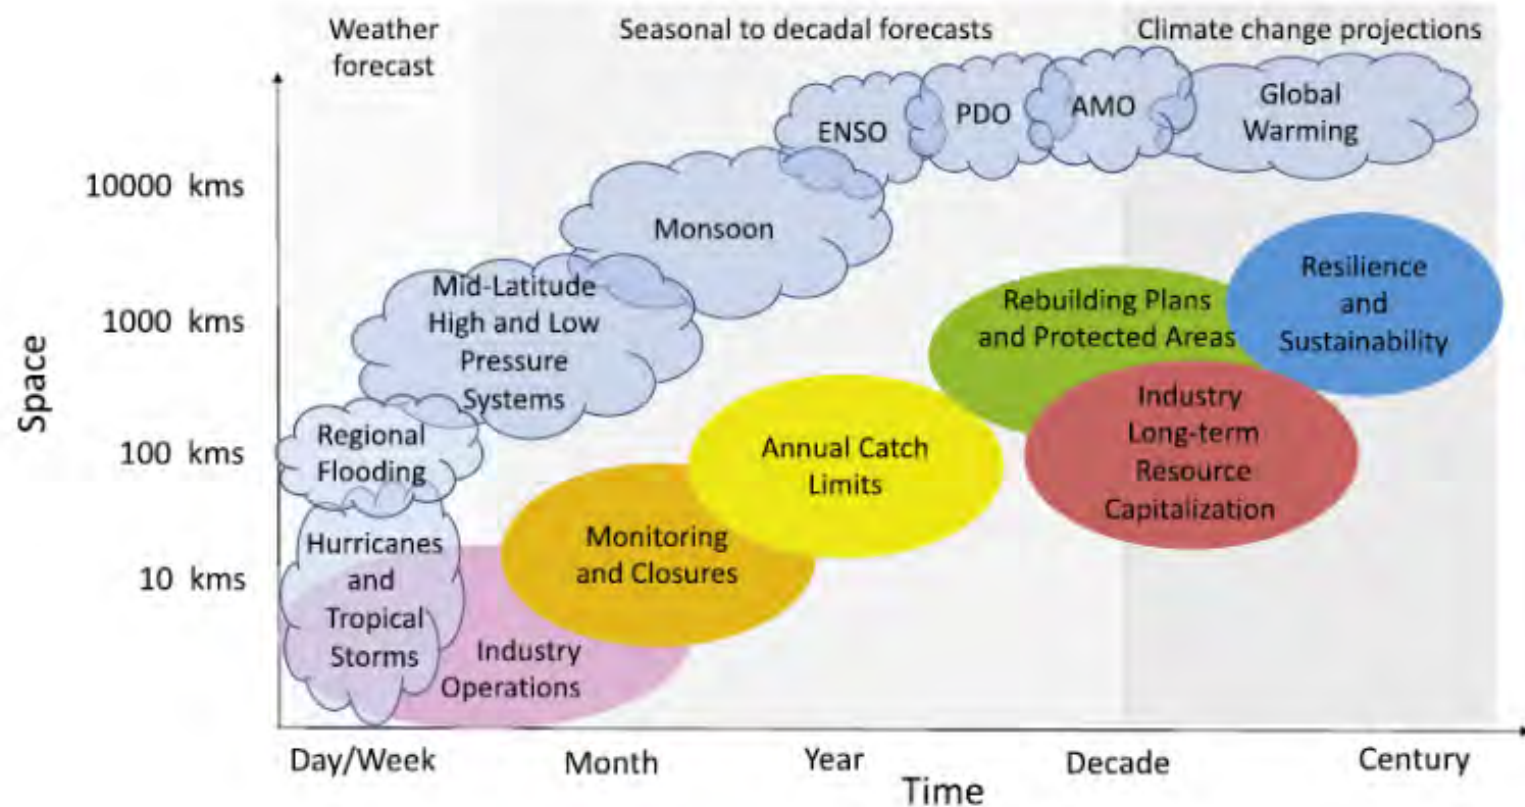 Weather
forecast
Seasonal to decadal forecasts
Climate change projections
Space
10000 kms
1000 kms
100 kms
10 kms
ENSO
PDO
AMO
Global
Warming
Monsoon
Mid-Latitude
High and Low
Pressure
Systems
Regional
Flooding
Hurricanes
and
Tropical
Storms
Industry
Operations
Monitoring
and Closures
Annual Catch
Limits
Rebuilding Plans
and Protected Areas
Industry
Long-term
Resource
Capitalization
Resilience
and
Sustainability
Day/Week
Month
Year
Decade
Century
Time